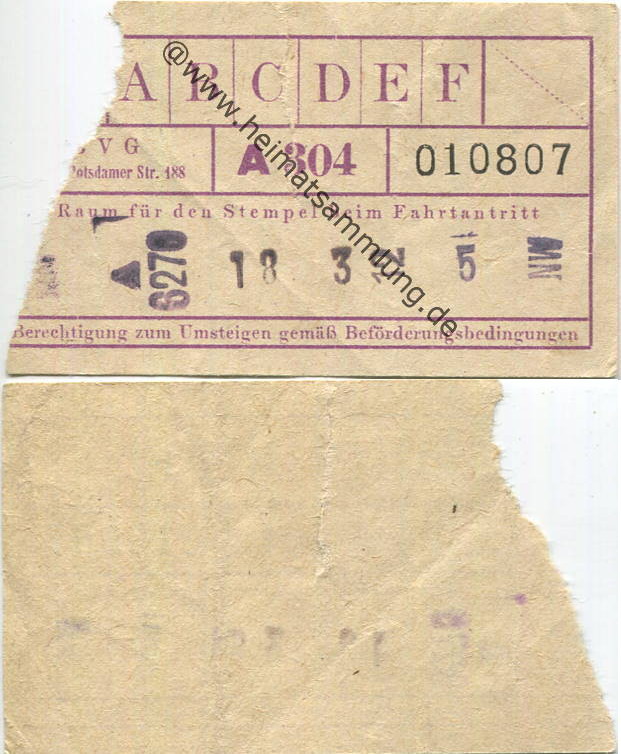 A B C D E F
B V G
Potsdamer Str. 188
A 304
010807
Raum für den Stempel beim Fahrtantritt
6270 18 3 5 NW
Berechtigung zum Umsteigen gemäß Beförderungsbedingungen
@www.heimatsammlung.de